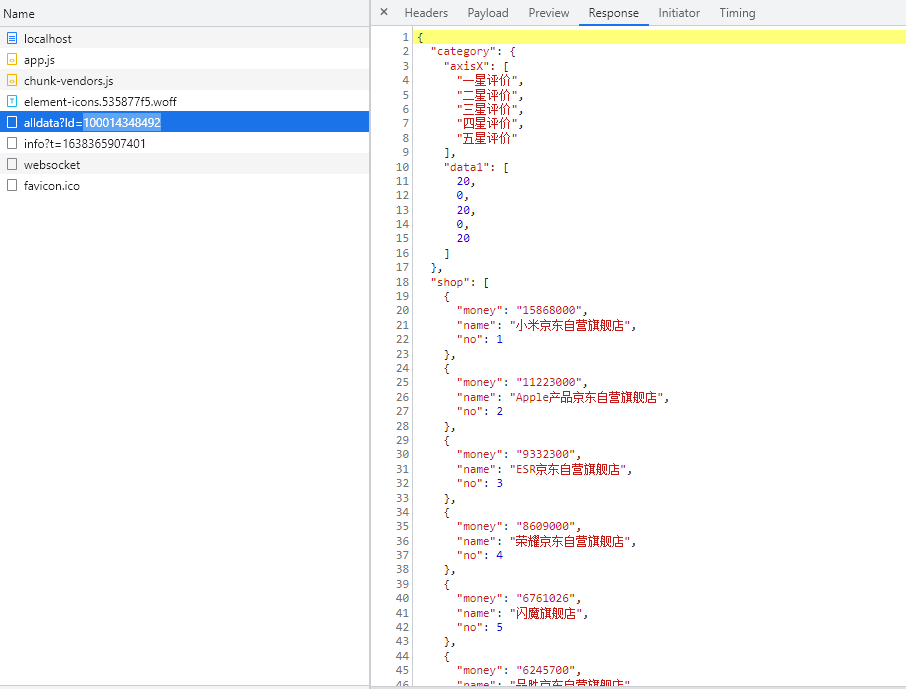 Name
localhost
app.js
chunk-vendors.js
element-icons.535877f5.woff
alldata?Id=100014348492
info?t=1638365907401
websocket
favicon.ico
× Headers Payload Preview Response Initiator Timing
1 {
2 "category": {
3 "axisX": [
4 "一星评价",
5 "二星评价",
6 "三星评价",
7 "四星评价",
8 "五星评价"
9 ],
10 "data1": [
11 20,
12 0,
13 20,
14 0,
15 20
16 ]
17 },
18 "shop": [
19 {
20 "money": "15868000",
21 "name": "小米京东自营旗舰店",
22 "no": 1
23 },
24 {
25 "money": "11223000",
26 "name": "Apple产品京东自营旗舰店",
27 "no": 2
28 },
29 {
30 "money": "9332300",
31 "name": "ESR京东自营旗舰店",
32 "no": 3
33 },
34 {
35 "money": "8609000",
36 "name": "荣耀京东自营旗舰店",
37 "no": 4
38 },
39 {
40 "money": "6761026",
41 "name": "闪魔旗舰店",
42 "no": 5
43 },
44 {
45 "money": "6245700",
46 "name": "品胜京东自营旗舰店"